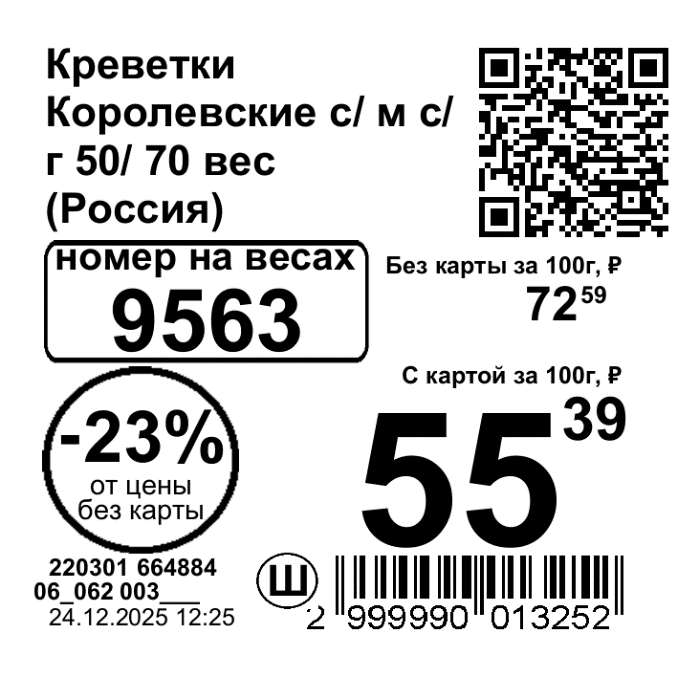 Креветки
Королевские с/ м с/
г 50/ 70 вес
(Россия)
номер на весах
9563
Без карты за 100г, ₽
72 59
С картой за 100г, ₽
55 39
-23%
от цены
без карты
220301 664884
06_062 003___
24.12.2025 12:25
Ш
2 999990 013252